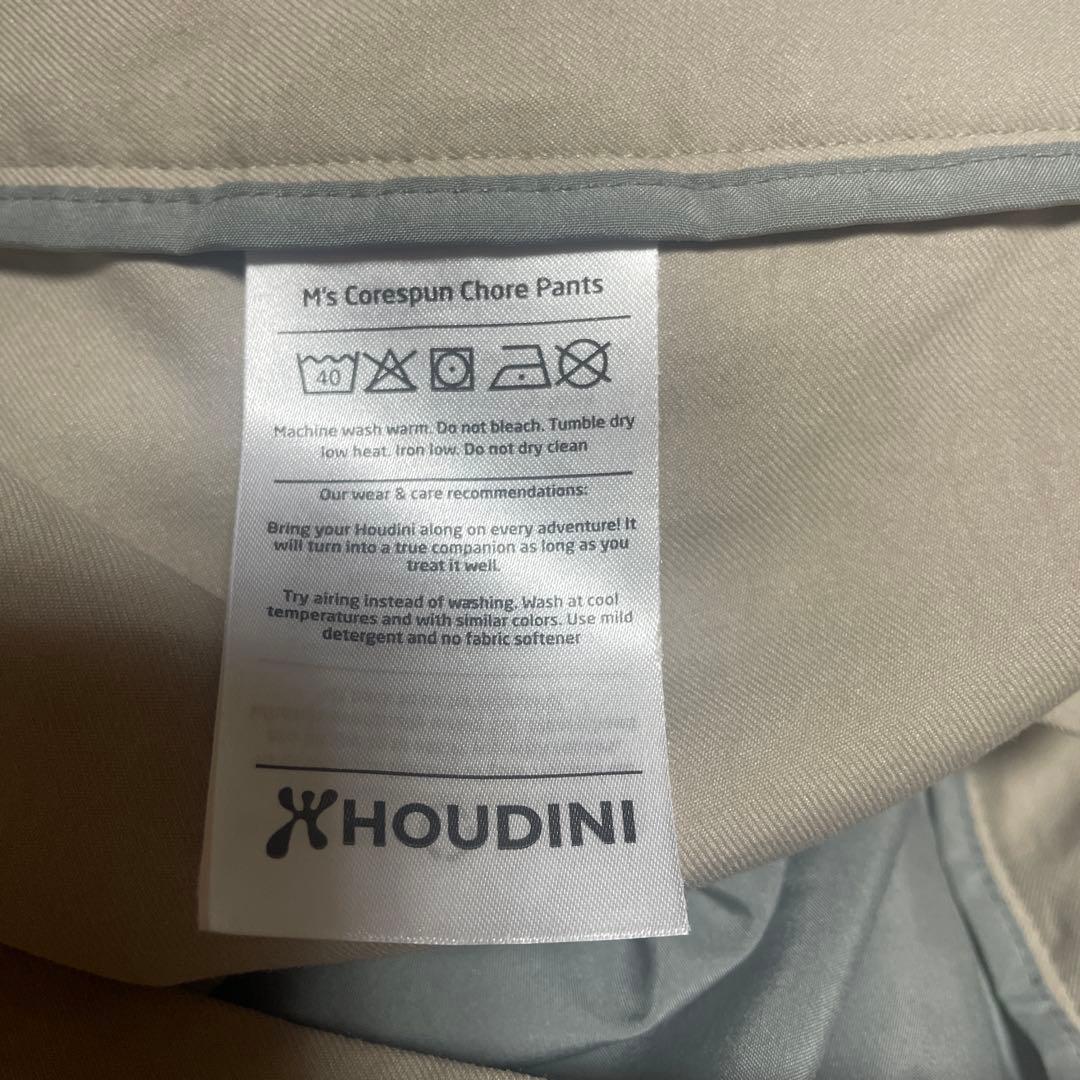 M's Corespun Chore Pants
40
Machine wash warm. Do not bleach. Tumble dry
low heat. Iron low. Do not dry clean
Our wear & care recommendations:
Bring your Houdini along on every adventure! It
will turn into a true companion as long as you
treat it well.
Try airing instead of washing. Wash at cool
temperatures and with similar colors. Use mild
detergent and no fabric softener
HOUDINI